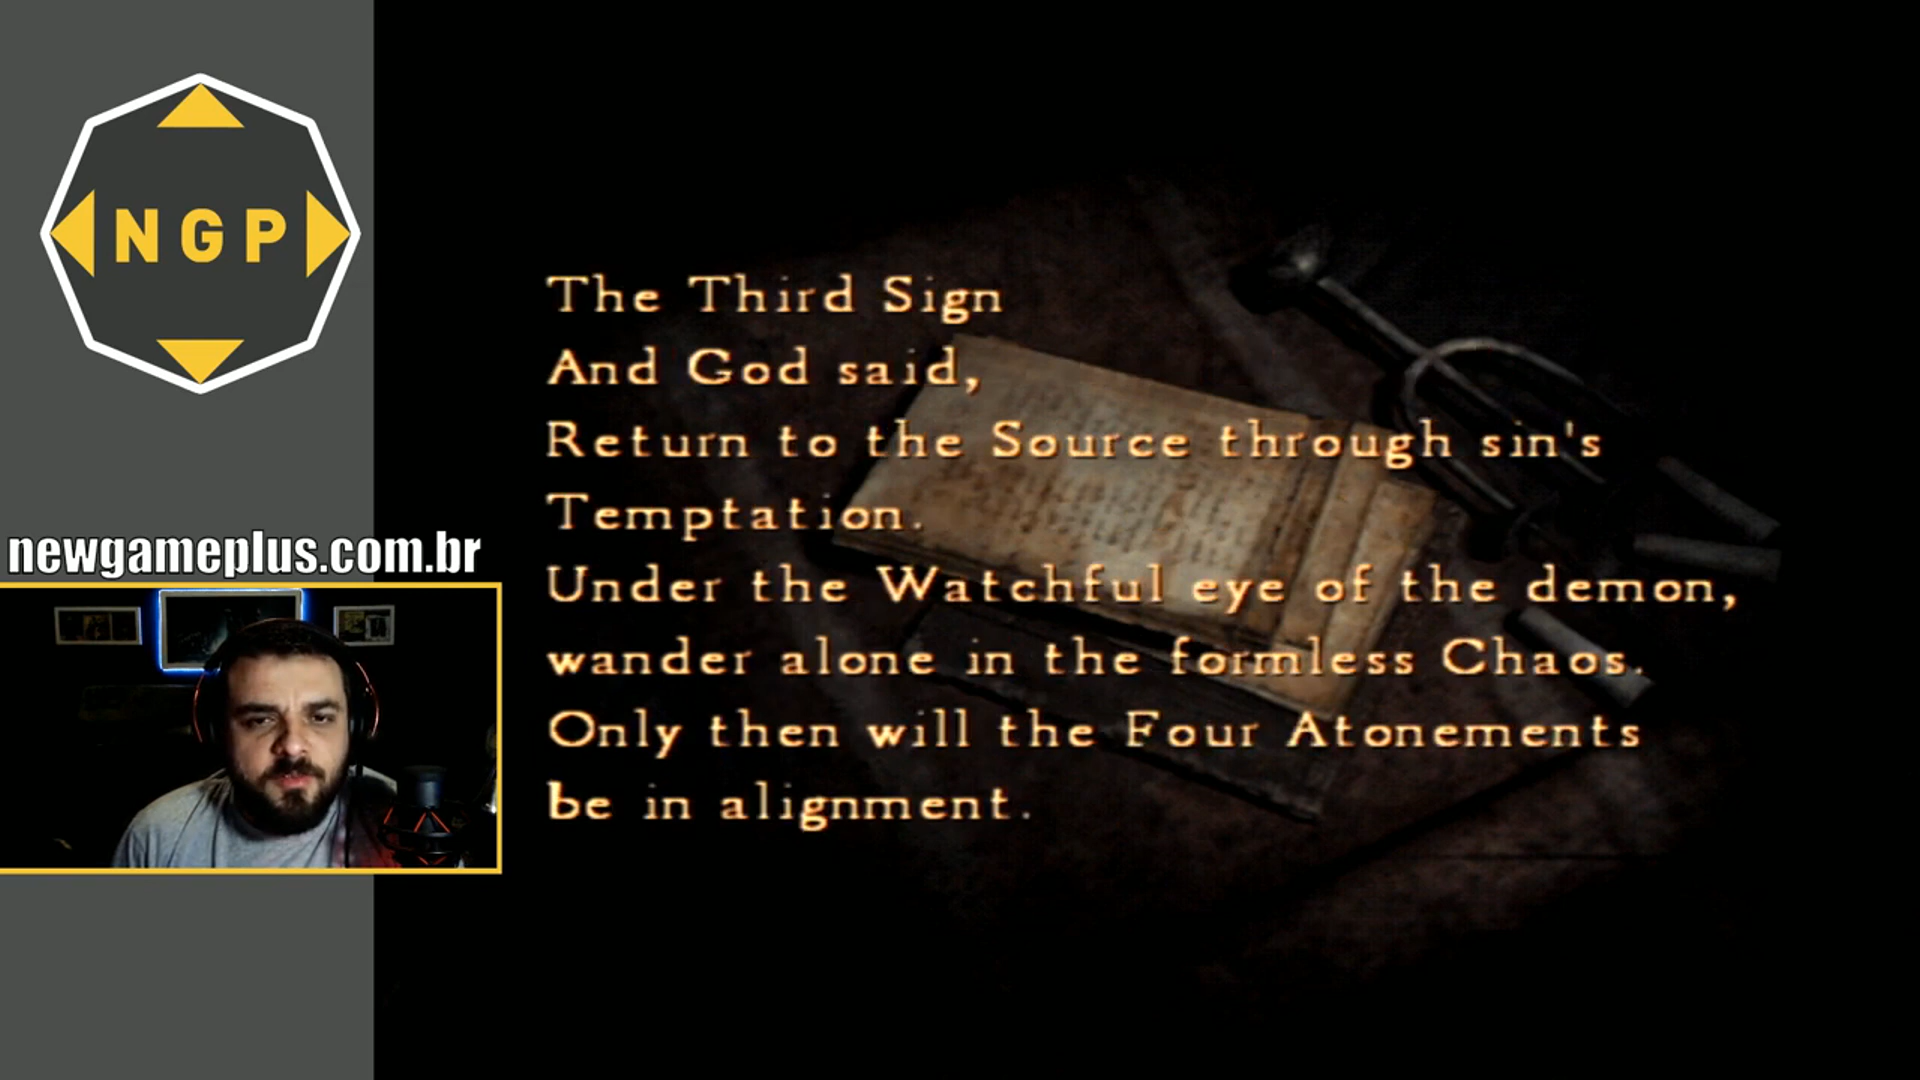 NGP
newgameplus.com.br
The Third Sign
And God said,
Return to the Source through sin's
Temptation.
Under the Watchful eye of the demon,
wander alone in the formless Chaos.
Only then will the Four Atonements
be in alignment.